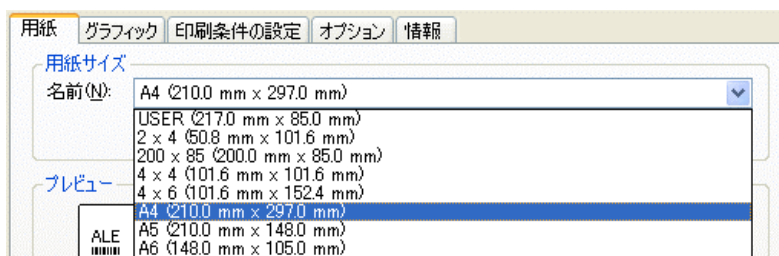 用紙 グラフィック 印刷条件の設定 オプション 情報
用紙サイズ
名前(N): A4 (210.0 mm x 297.0 mm)
USER (217.0 mm x 85.0 mm)
2 x 4 (50.8 mm x 101.6 mm)
200 x 85 (200.0 mm x 85.0 mm)
4 x 4 (101.6 mm x 101.6 mm)
4 x 6 (101.6 mm x 152.4 mm)
A4 (210.0 mm x 297.0 mm)
A5 (210.0 mm x 148.0 mm)
A6 (148.0 mm x 105.0 mm)
プレビュー
ALE